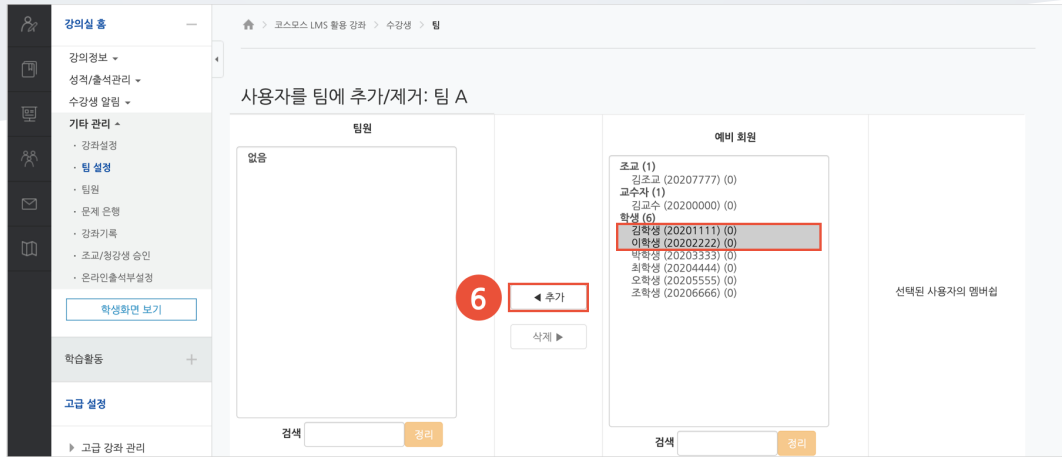 강의실 홈
강의정보
성적/출석관리
수강생 알림
기타 관리
· 강좌설정
· 팀 설정
· 팀원
· 문제 은행
· 강좌기록
· 조교/청강생 승인
· 온라인출석부설정
학생화면 보기
학습활동
고급 설정
고급 강좌 관리
> 코스모스 LMS 활용 강좌 > 수강생 > 팀
사용자를 팀에 추가/제거: 팀 A
팀원
없음
검색
정리
6
◀ 추가
삭제 ▶
예비 회원
조교 (1)
김조교 (20207777) (0)
교수자 (1)
김교수 (20200000) (0)
학생 (6)
김학생 (20201111) (0)
이학생 (20202222) (0)
박학생 (20203333) (0)
최학생 (20204444) (0)
오학생 (20205555) (0)
조학생 (20206666) (0)
검색
정리
선택된 사용자의 멤버쉽